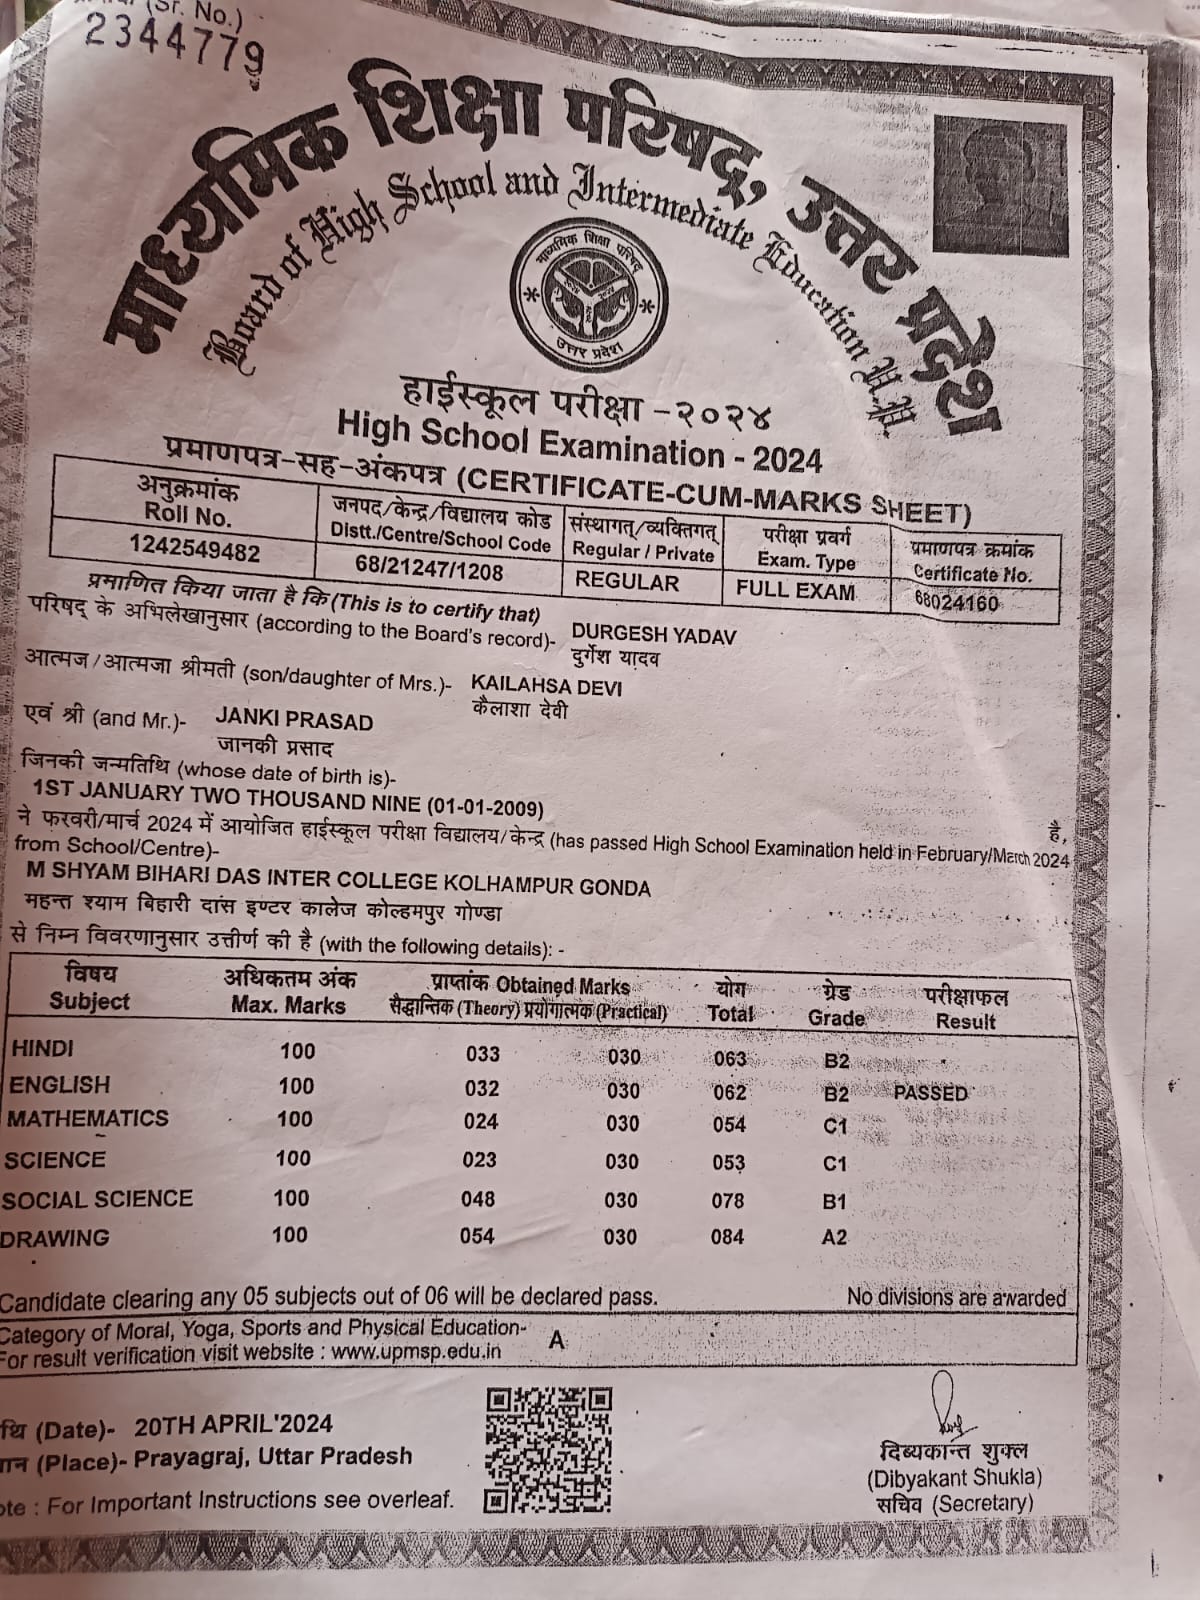 (Sr. No.)
2344779
माध्यमिक शिक्षा परिषद्, उत्तर प्रदेश
Board of High School and Intermediate Education U.P.
माध्यमिक शिक्षा परिषद्
उत्तर प्रदेश
हाईस्कूल परीक्षा -२०२४
High School Examination - 2024
प्रमाणपत्र-सह-अंकपत्र (CERTIFICATE-CUM-MARKS SHEET)
अनुक्रमांक जनपद/केन्द्र/विद्यालय कोड संस्थागत्/व्यक्तिगत् परीक्षा प्रवर्ग प्रमाणपत्र क्रमांक
Roll No. Distt./Centre/School Code Regular / Private Exam. Type Certificate No.
1242549482 68/21247/1208 REGULAR FULL EXAM 68024160
प्रमाणित किया जाता है कि (This is to certify that)
परिषद् के अभिलेखानुसार (according to the Board's record)- DURGESH YADAV
दुर्गेश यादव
आत्मज/आत्मजा श्रीमती (son/daughter of Mrs.)- KAILAHSA DEVI
कैलाशा देवी
एवं श्री (and Mr.)- JANKI PRASAD
जानकी प्रसाद
जिनकी जन्मतिथि (whose date of birth is)-
1ST JANUARY TWO THOUSAND NINE (01-01-2009) है,
ने फरवरी/मार्च 2024 में आयोजित हाईस्कूल परीक्षा विद्यालय/केन्द्र (has passed High School Examination held in February/March 2024
from School/Centre)-
M SHYAM BIHARI DAS INTER COLLEGE KOLHAMPUR GONDA
महन्त श्याम बिहारी दास इण्टर कालेज कोल्हमपुर गोण्डा
से निम्न विवरणानुसार उत्तीर्ण की है (with the following details): -
विषय अधिकतम अंक प्राप्तांक Obtained Marks योग ग्रेड परीक्षाफल
Subject Max. Marks सैद्धान्तिक (Theory) प्रयोगात्मक (Practical) Total Grade Result
HINDI 100 033 030 063 B2
ENGLISH 100 032 030 062 B2 PASSED
MATHEMATICS 100 024 030 054 C1
SCIENCE 100 023 030 053 C1
SOCIAL SCIENCE 100 048 030 078 B1
DRAWING 100 054 030 084 A2
Candidate clearing any 05 subjects out of 06 will be declared pass. No divisions are awarded
Category of Moral, Yoga, Sports and Physical Education- A
For result verification visit website : www.upmsp.edu.in
थि (Date)- 20TH APRIL'2024
ान (Place)- Prayagraj, Uttar Pradesh
ote : For Important Instructions see overleaf.
दिब्यकान्त शुक्ल
(Dibyakant Shukla)
सचिव (Secretary)